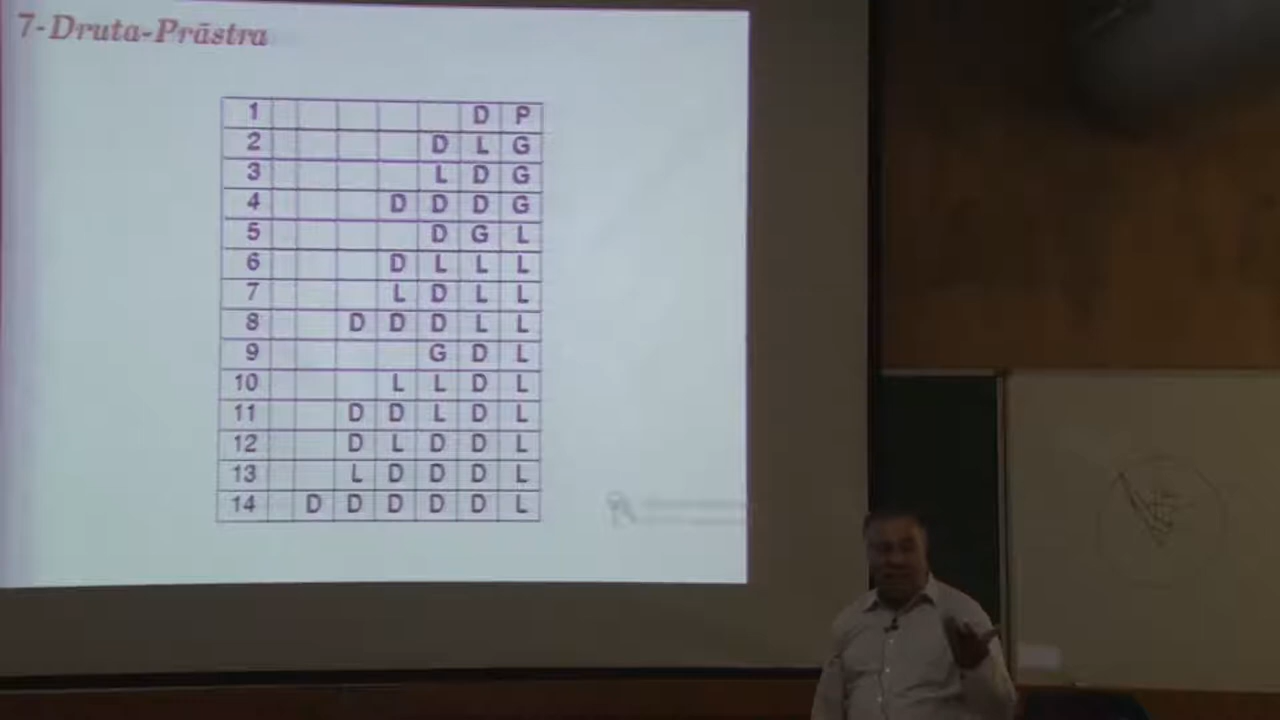 7-Druta-Prāstra
1 D P
2 D L G
3 L D G
4 D D D G
5 D G L
6 D L L L
7 L D L L
8 D D D L L
9 G D L
10 L L D L
11 D D L D L
12 D L D D L
13 L D D D L
14 D D D D D L